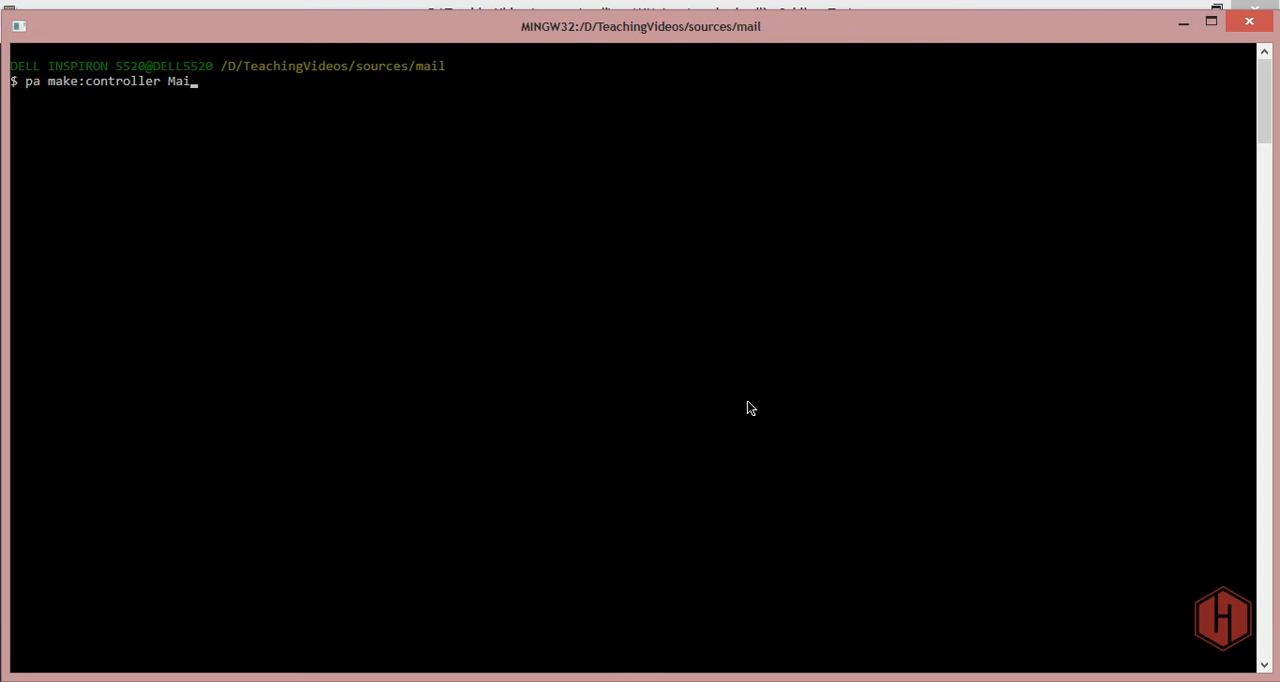 MINGW32:/D/TeachingVideos/sources/mail
DELL INSPIRON 5520@DELL5520 /D/TeachingVideos/sources/mail
$ pa make:controller Mai
H